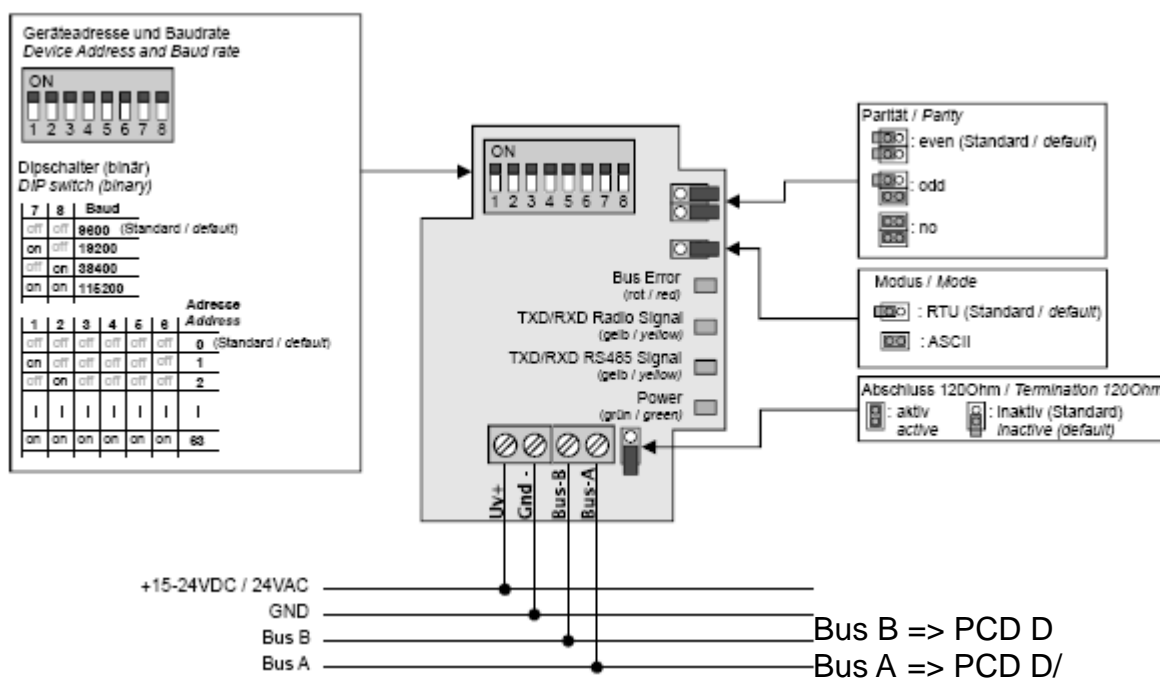 Geräteadresse und Baudrate
Device Address and Baud rate
ON
1 2 3 4 5 6 7 8
Dipschalter (binär)
DIP switch (binary)
7 8 Baud
off off 9600 (Standard / default)
on off 19200
off on 38400
on on 115200
Adresse
1 2 3 4 5 6 Address
off off off off off off 0 (Standard / default)
on off off off off off 1
off on off off off off 2
I I I I I I I
on on on on on on 63
ON
1 2 3 4 5 6 7 8
Bus Error
(rot / red)
TXD/RXD Radio Signal
(gelb / yellow)
TXD/RXD RS485 Signal
(gelb / yellow)
Power
(grün / green)
Uv+
Gnd -
Bus-B
Bus-A
Parität / Parity
: even (Standard / default)
: odd
: no
Modus / Mode
: RTU (Standard / default)
: ASCII
Abschluss 120Ohm / Termination 120Ohm
: aktiv
active
: Inaktiv (Standard)
Inactive (default)
+15-24VDC / 24VAC
GND
Bus B
Bus A
Bus B => PCD D
Bus A => PCD D/